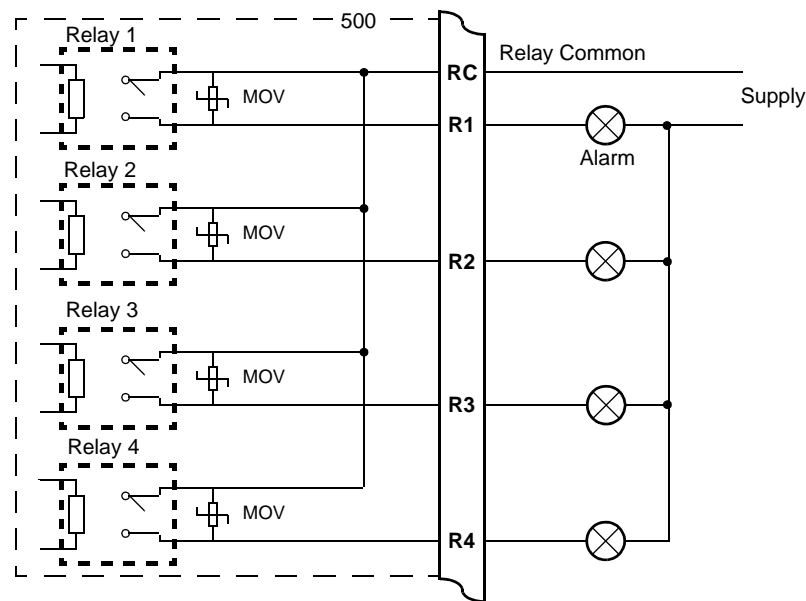 500
Relay 1
MOV
RC
Relay Common
Supply
R1
Alarm
Relay 2
MOV
R2
Relay 3
MOV
R3
Relay 4
MOV
R4